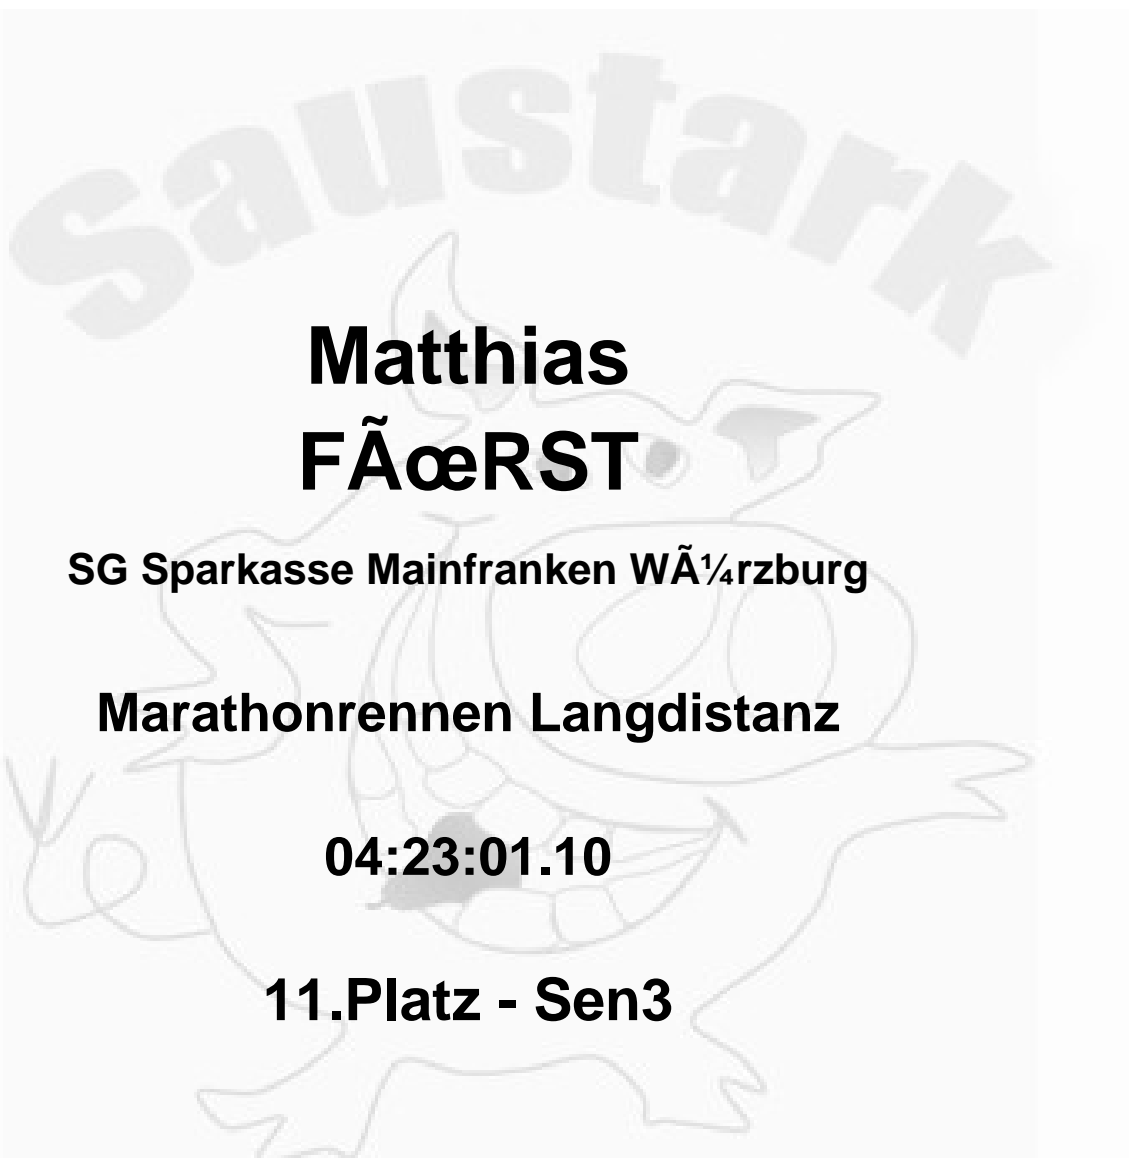 Saustark
Matthias
FÃœRST
SG Sparkasse Mainfranken WÃ¼rzburg
Marathonrennen Langdistanz
04:23:01.10
11.Platz - Sen3